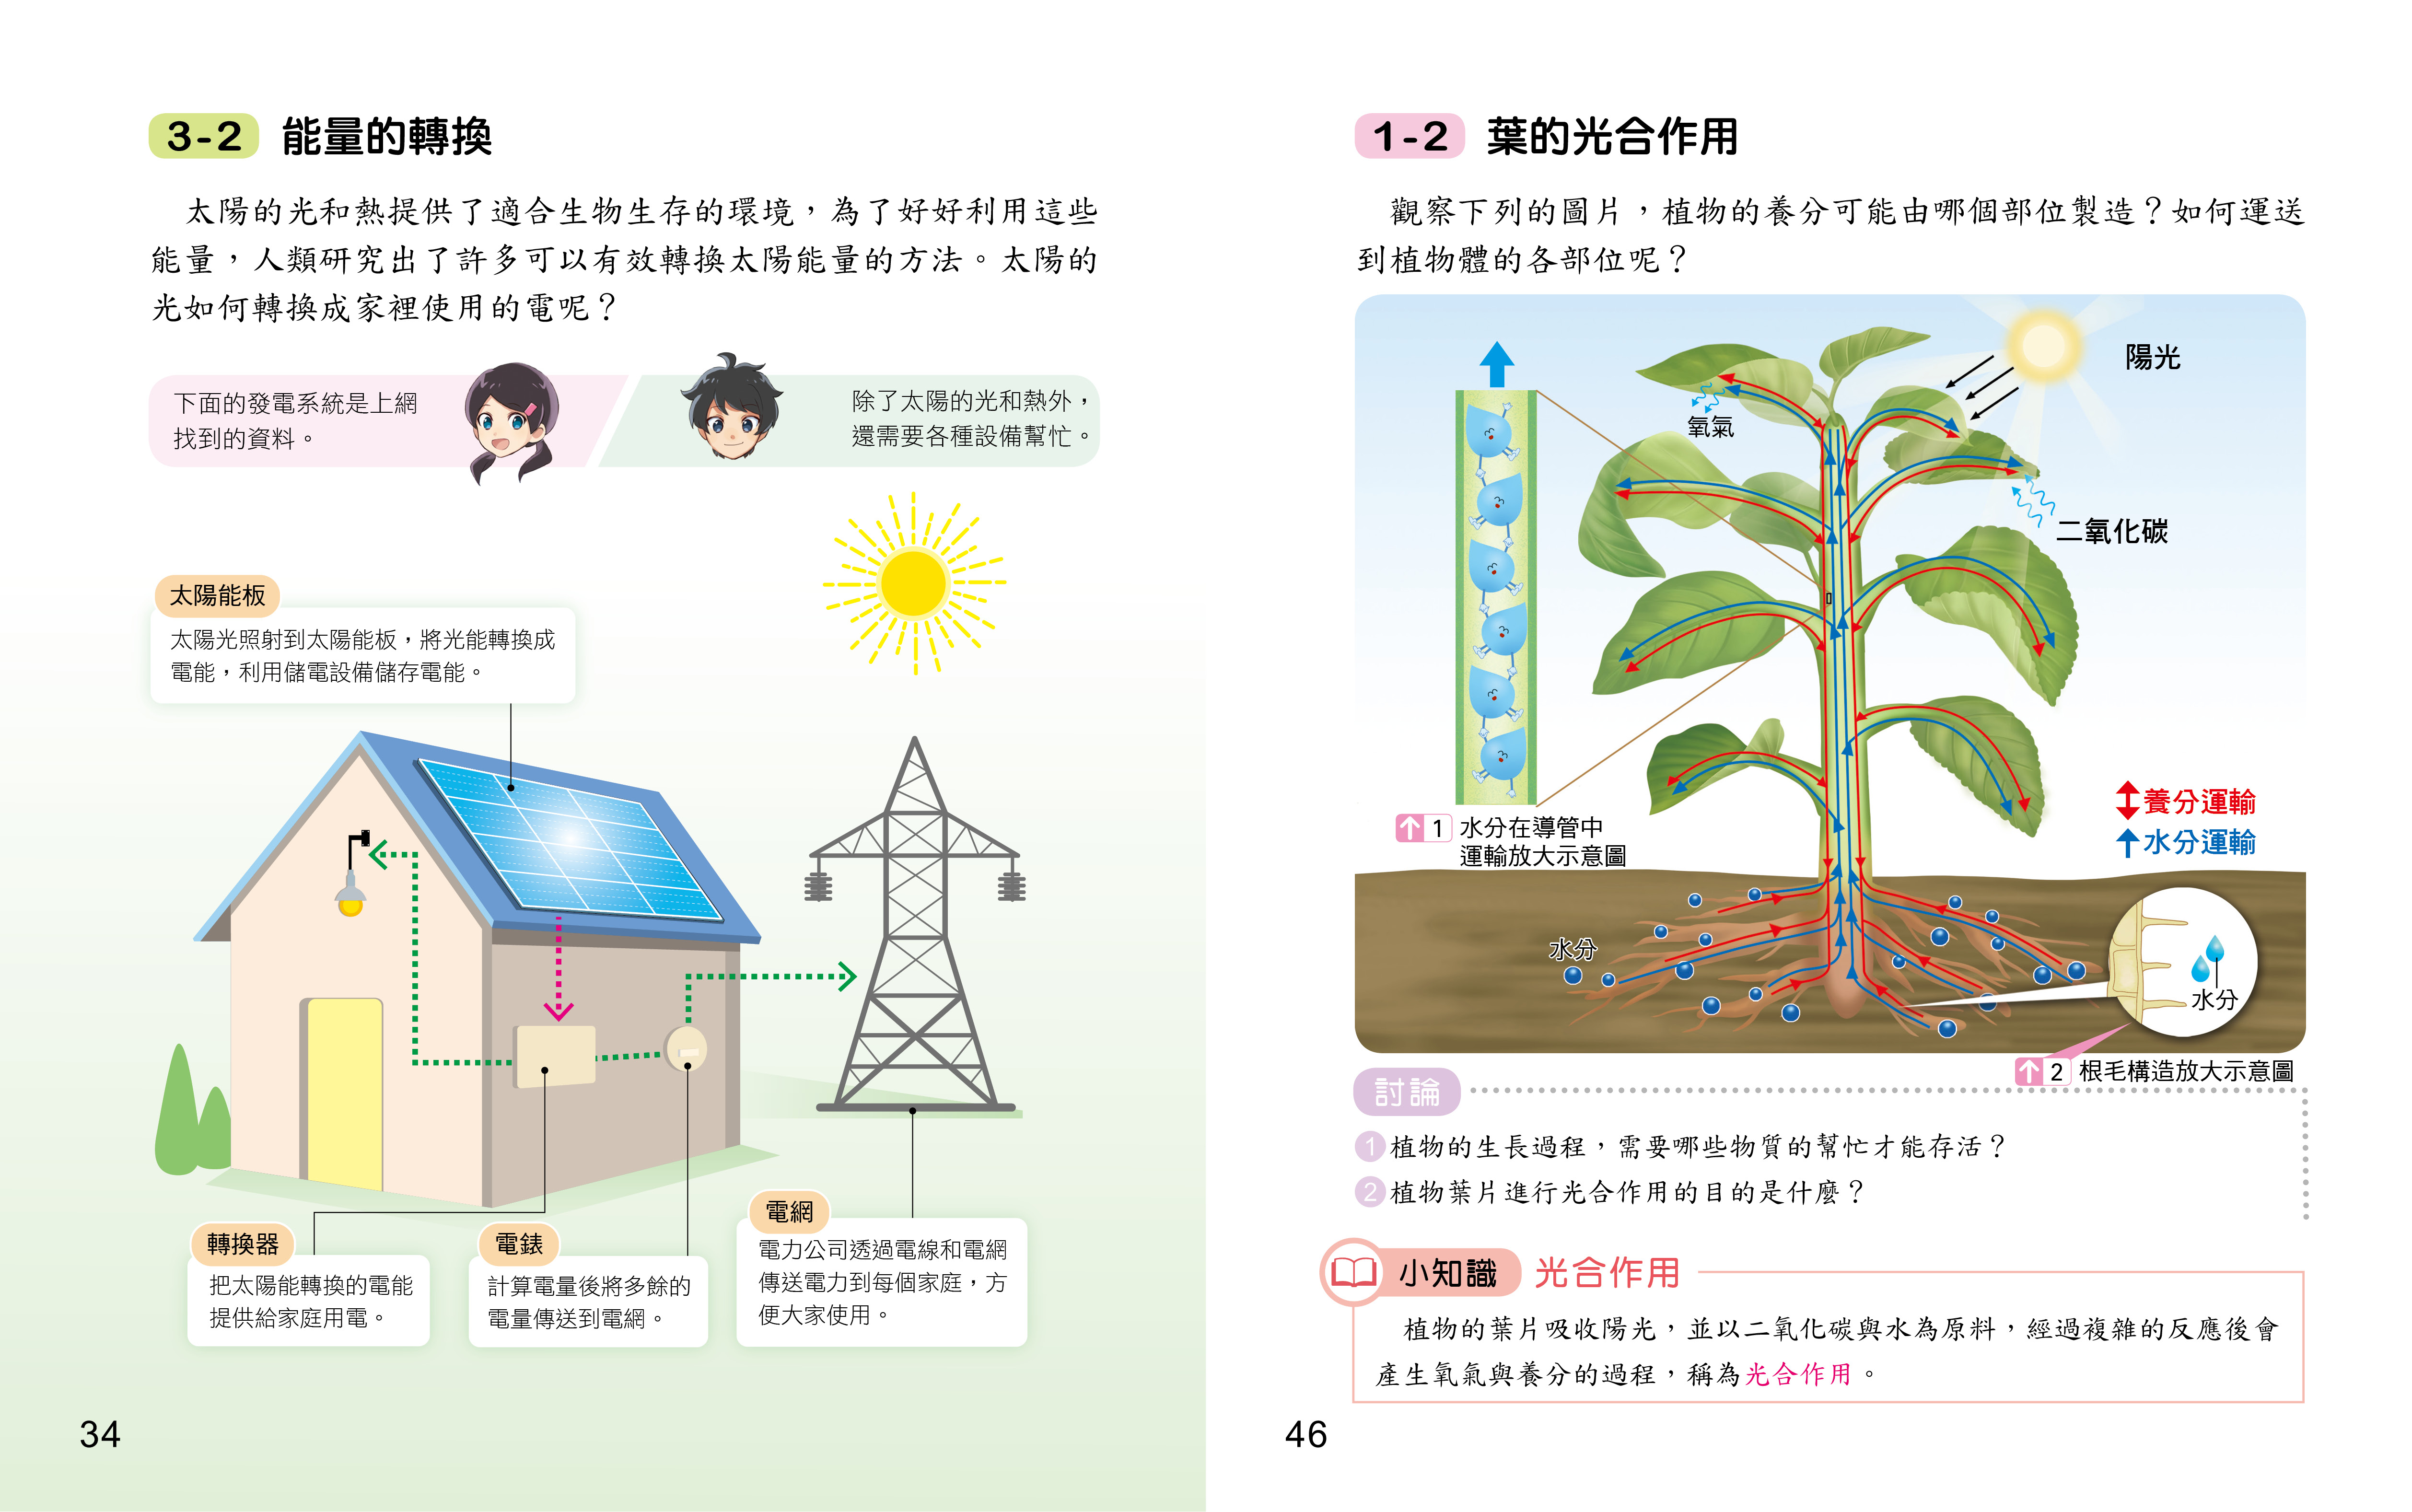 3-2 能量的轉換
太陽的光和熱提供了適合生物生存的環境，為了好好利用這些
能量，人類研究出了許多可以有效轉換太陽能量的方法。太陽的
光如何轉換成家裡使用的電呢？
下面的發電系統是上網
找到的資料。
除了太陽的光和熱外，
還需要各種設備幫忙。
太陽能板
太陽光照射到太陽能板，將光能轉換成
電能，利用儲電設備儲存電能。
轉換器
把太陽能轉換的電能
提供給家庭用電。
電錶
計算電量後將多餘的
電量傳送到電網。
電網
電力公司透過電線和電網
傳送電力到每個家庭，方
便大家使用。
34
1-2 葉的光合作用
觀察下列的圖片，植物的養分可能由哪個部位製造？如何運送
到植物體的各部位呢？
陽光
氧氣
二氧化碳
養分運輸
水分運輸
1 水分在導管中
運輸放大示意圖
水分
水分
2 根毛構造放大示意圖
討論
1 植物的生長過程，需要哪些物質的幫忙才能存活？
2 植物葉片進行光合作用的目的是什麼？
小知識 光合作用
植物的葉片吸收陽光，並以二氧化碳與水為原料，經過複雜的反應後會
產生氧氣與養分的過程，稱為光合作用。
46